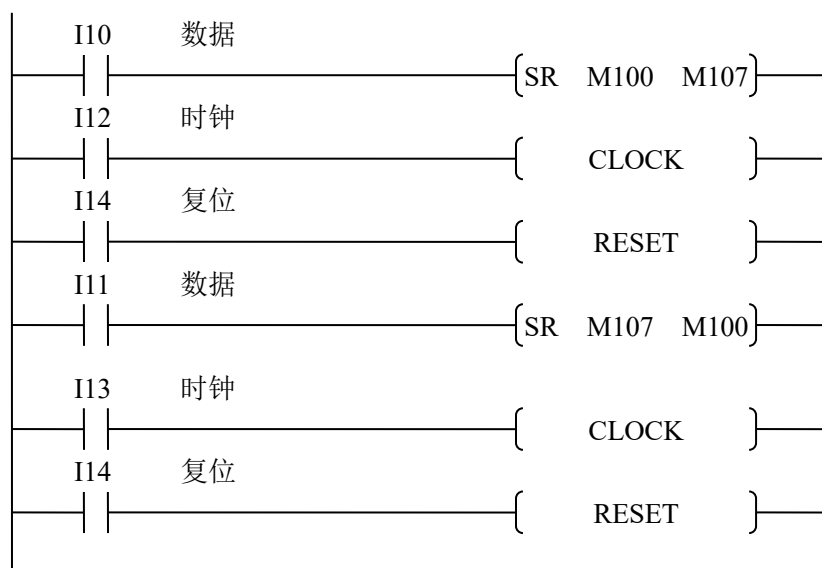 I10 数据
SR M100 M107
I12 时钟
CLOCK
I14 复位
RESET
I11 数据
SR M107 M100
I13 时钟
CLOCK
I14 复位
RESET